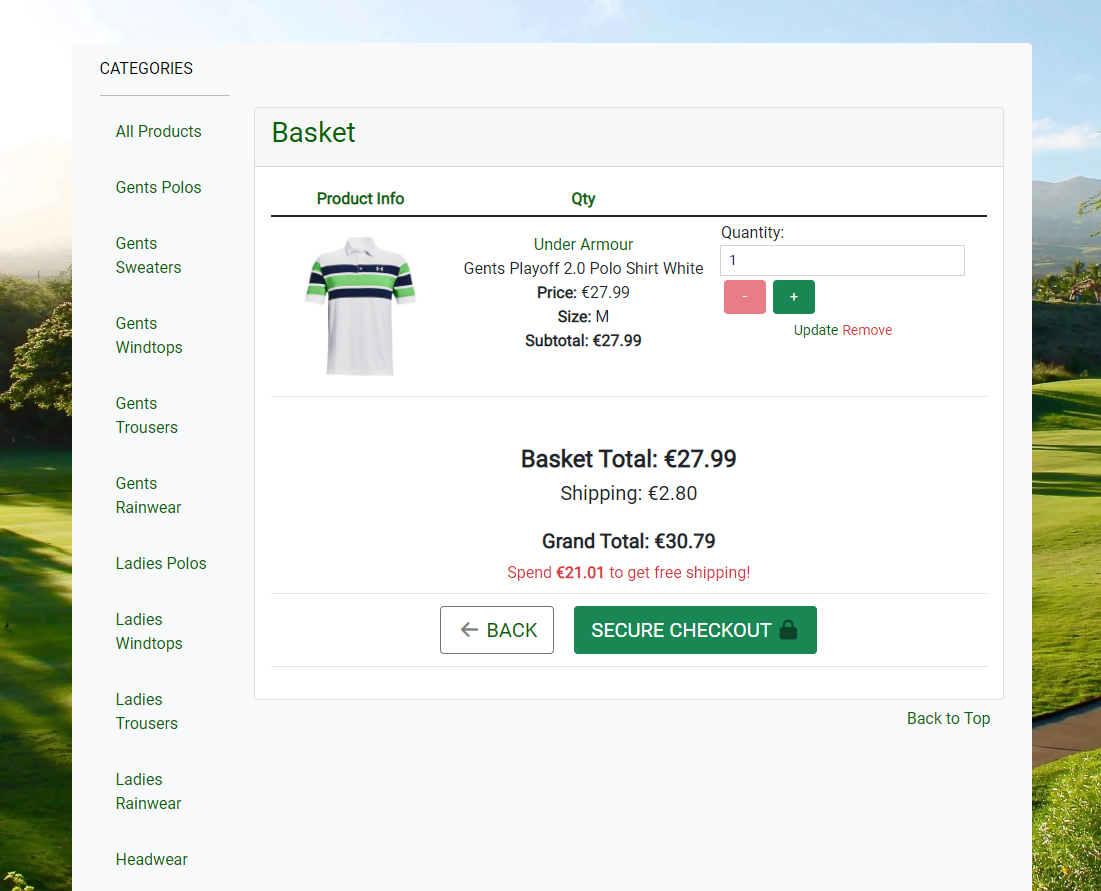 CATEGORIES
All Products
Gents Polos
Gents
Sweaters
Gents
Windtops
Gents
Trousers
Gents
Rainwear
Ladies Polos
Ladies
Windtops
Ladies
Trousers
Ladies
Rainwear
Headwear
Basket
Product Info Qty
Under Armour
Gents Playoff 2.0 Polo Shirt White
Price: €27.99
Size: M
Subtotal: €27.99
Quantity:
1
- +
Update Remove
Basket Total: €27.99
Shipping: €2.80
Grand Total: €30.79
Spend €21.01 to get free shipping!
BACK SECURE CHECKOUT
Back to Top